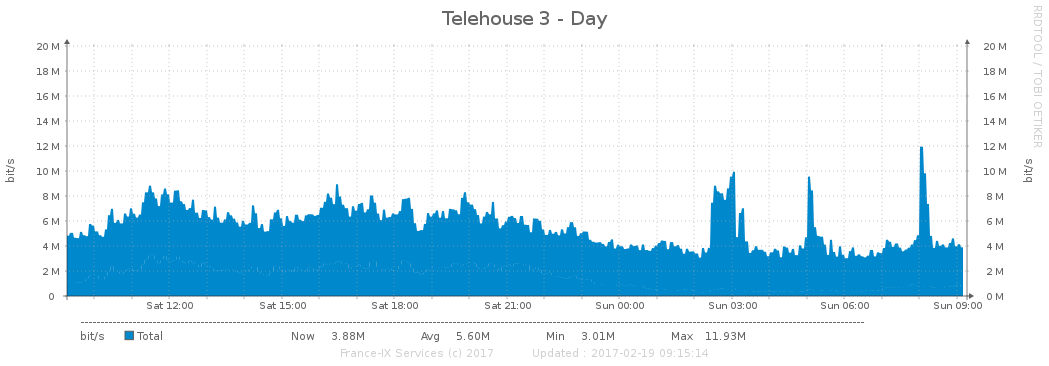 Telehouse 3 - Day
RRDTOOL / TOBI OETIKER
bit/s
bit/s
20 M 20 M
18 M 18 M
16 M 16 M
14 M 14 M
12 M 12 M
10 M 10 M
8 M 8 M
6 M 6 M
4 M 4 M
2 M 2 M
0 0 M
Sat 12:00 Sat 15:00 Sat 18:00 Sat 21:00 Sun 00:00 Sun 03:00 Sun 06:00 Sun 09:00
bit/s Total Now 3.88M Avg 5.60M Min 3.01M Max 11.93M
France-IX Services (c) 2017 Updated : 2017-02-19 09:15:14